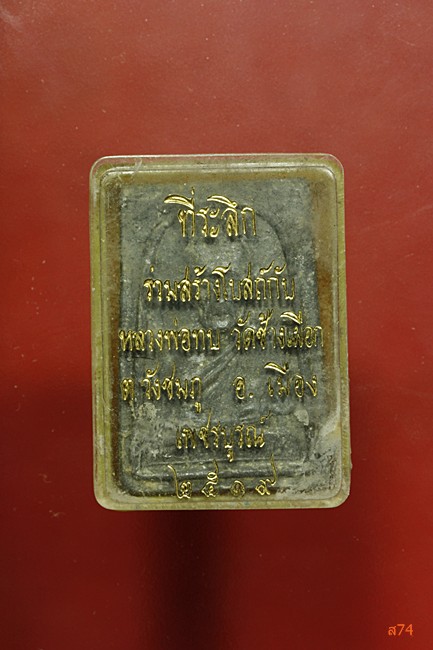 ที่ระลึก
ร่วมสร้างโบสถ์กับ
หลวงพ่อทบ วัดช้างเผือก
ต.วังชมภู อ. เมือง
เพชรบูรณ์
๒๕๑๙
ส74